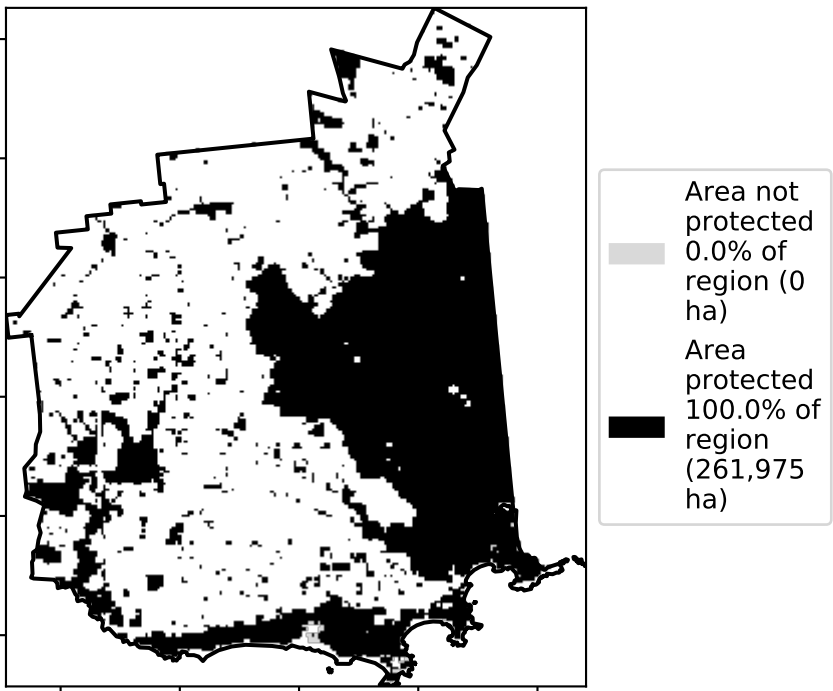 Area not
protected
0.0% of
region (0
ha)
Area
protected
100.0% of
region
(261,975
ha)